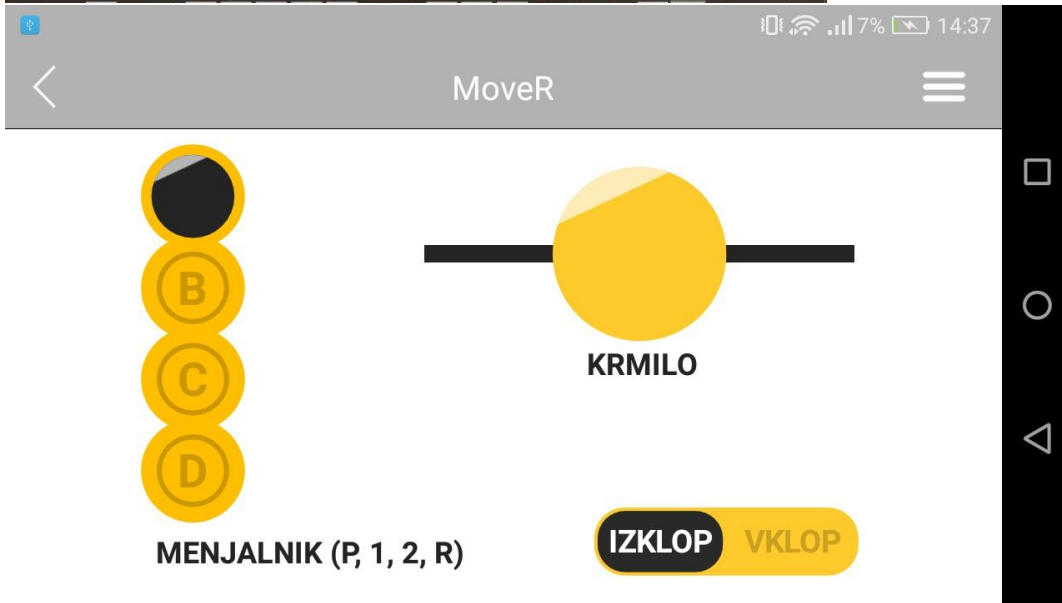 7% 14:37
MoveR
B
C
D
KRMILO
MENJALNIK (P, 1, 2, R)
IZKLOP VKLOP